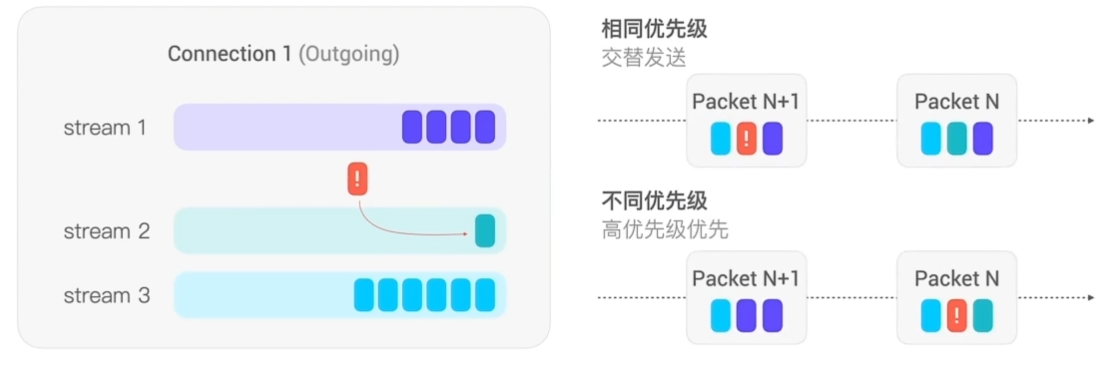 Connection 1 (Outgoing)
stream 1
!
stream 2
stream 3
相同优先级
交替发送
Packet N+1
!
Packet N
不同优先级
高优先级优先
Packet N+1
Packet N
!